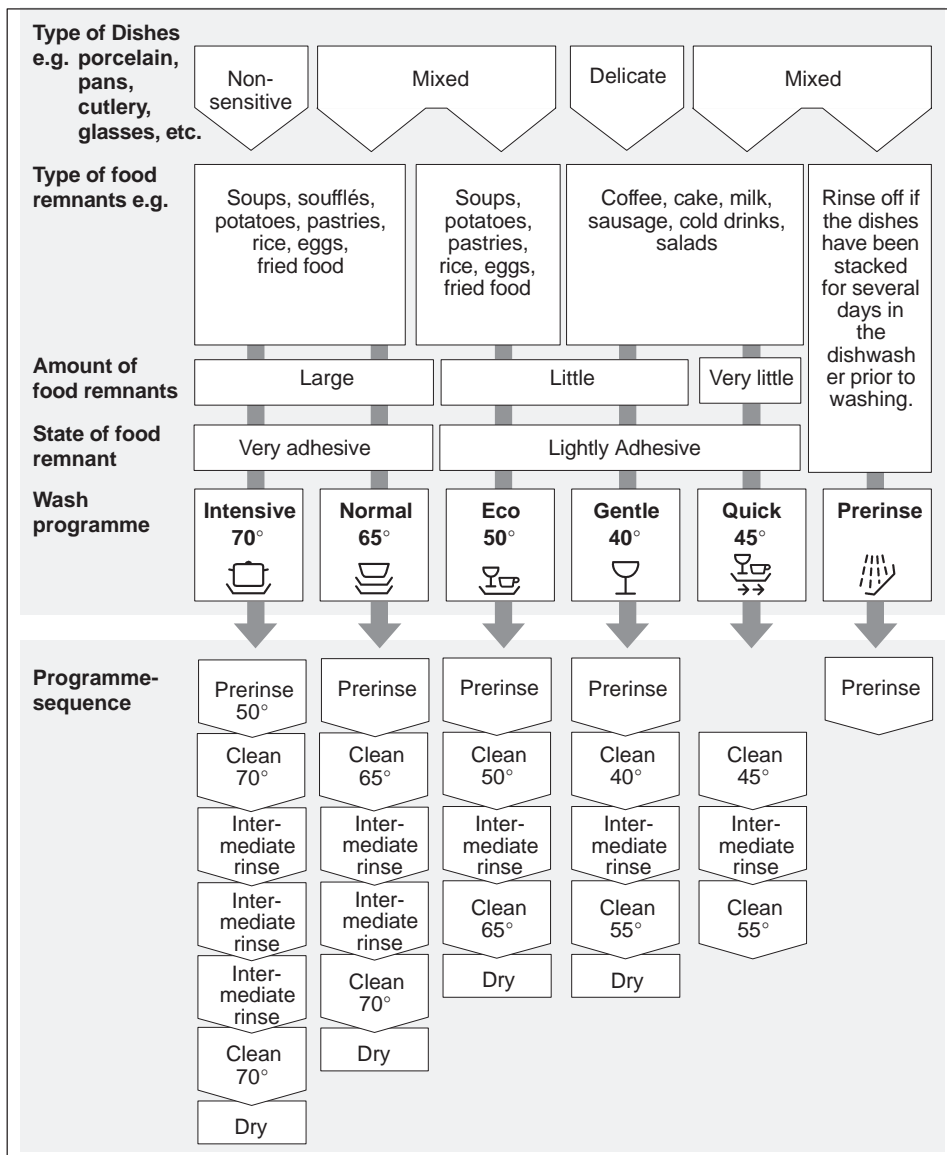 Type of Dishes
e.g. porcelain,
pans,
cutlery,
glasses, etc.
Non-
sensitive
Mixed
Delicate
Mixed
Type of food
remnants e.g.
Soups, soufflés,
potatoes, pastries,
rice, eggs,
fried food
Soups,
potatoes,
pastries,
rice, eggs,
fried food
Coffee, cake, milk,
sausage, cold drinks,
salads
Rinse off if
the dishes
have been
stacked
for several
days in
the
dishwash
er prior to
washing.
Amount of
food remnants
Large
Little
Very little
State of food
remnant
Very adhesive
Lightly Adhesive
Wash
programme
Intensive
70°
Normal
65°
Eco
50°
Gentle
40°
Quick
45°
Prerinse
Programme-
sequence
Prerinse
50°
Prerinse
Prerinse
Prerinse
Prerinse
Clean
70°
Clean
65°
Clean
50°
Clean
40°
Clean
45°
Inter-
mediate
rinse
Inter-
mediate
rinse
Inter-
mediate
rinse
Inter-
mediate
rinse
Inter-
mediate
rinse
Inter-
mediate
rinse
Inter-
mediate
rinse
Clean
65°
Clean
55°
Clean
55°
Inter-
mediate
rinse
Clean
70°
Dry
Dry
Clean
70°
Dry
Dry